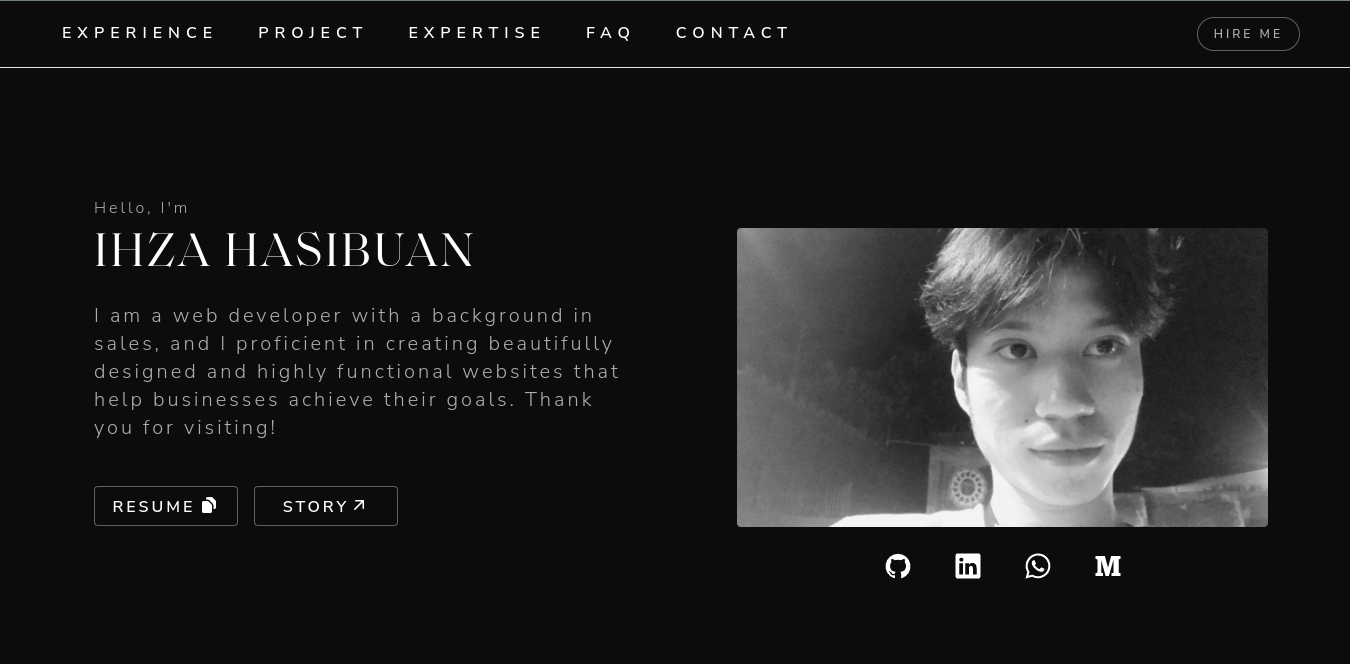 EXPERIENCE PROJECT EXPERTISE FAQ CONTACT HIRE ME
Hello, I'm
IHZA HASIBUAN
I am a web developer with a background in
sales, and I proficient in creating beautifully
designed and highly functional websites that
help businesses achieve their goals. Thank
you for visiting!
RESUME STORY
in M